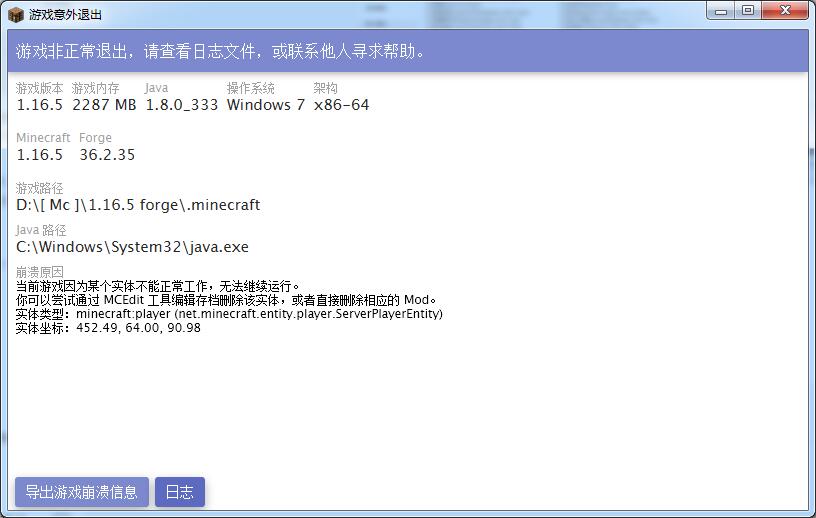 游戏意外退出
游戏非正常退出，请查看日志文件，或联系他人寻求帮助。
游戏版本 游戏内存 Java 操作系统 架构
1.16.5 2287 MB 1.8.0_333 Windows 7 x86-64
Minecraft Forge
1.16.5 36.2.35
游戏路径
D:\[ Mc ]\1.16.5 forge\.minecraft
Java 路径
C:\Windows\System32\java.exe
崩溃原因
当前游戏因为某个实体不能正常工作，无法继续运行。
你可以尝试通过 MCEdit 工具编辑存档删除该实体，或者直接删除相应的 Mod。
实体类型：minecraft:player (net.minecraft.entity.player.ServerPlayerEntity)
实体坐标：452.49, 64.00, 90.98
导出游戏崩溃信息 日志